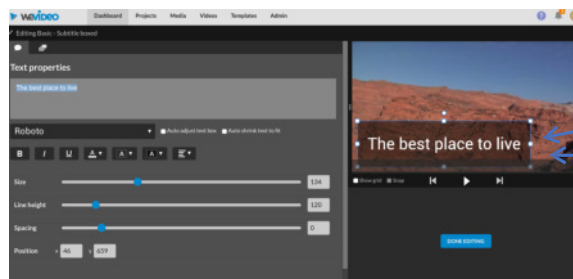 WeVideo Dashboard Projects Media Videos Templates Admin
Editing Basic - Subtitle boxed
Text properties
The best place to live
Roboto
Auto adjust text box Auto shrink text to fit
B I U A A A
Size 134
Line height 120
Spacing 0
Position x 46 y 659
The best place to live
Show grid Snap
DONE EDITING